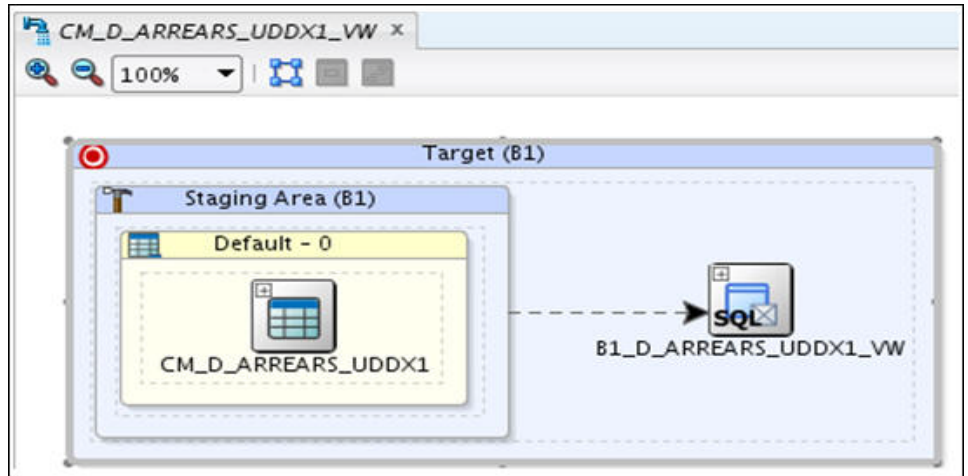 CM_D_ARREARS_UDDX1_VW ×
100%
Target (B1)
Staging Area (B1)
Default - 0
SQL
CM_D_ARREARS_UDDX1
B1_D_ARREARS_UDDX1_VW